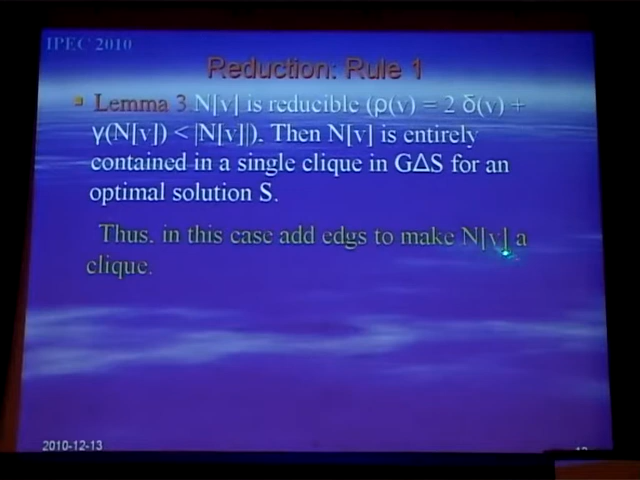 IPEC 2010
Reduction: Rule 1
Lemma 3.N[v] is reducible (ρ(v) = 2 δ(v) +
γ(N[v]) < |N[v]|). Then N[v] is entirely
contained in a single clique in G∆S for an
optimal solution S.
Thus. in this case add edgs to make N[v] a
clique.
2010-12-13